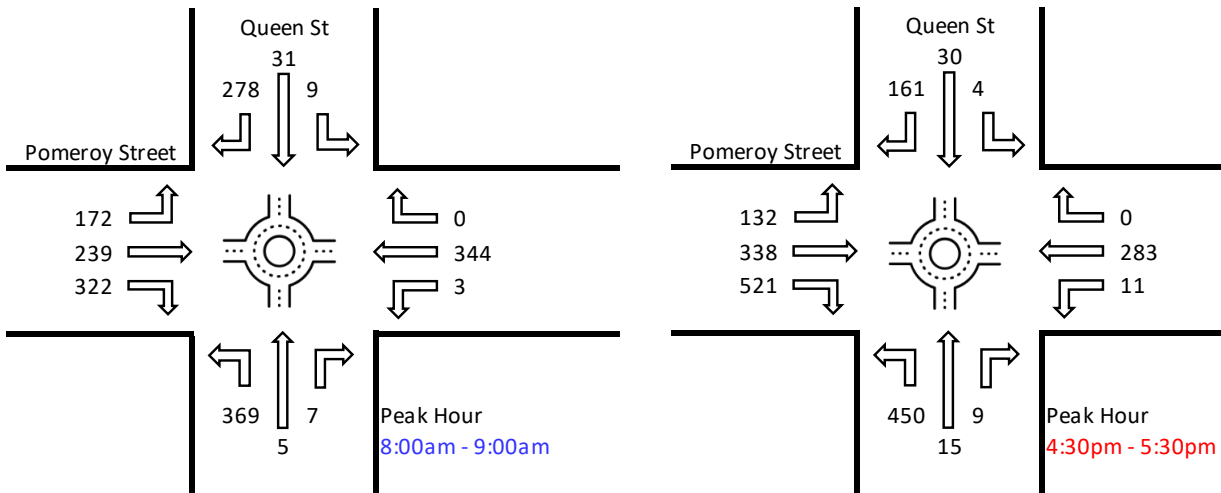 Queen St
31
278 9
Pomeroy Street
172 0
239 344
322 3
369 7
5
Peak Hour
8:00am - 9:00am
Queen St
30
161 4
Pomeroy Street
132 0
338 283
521 11
450 9
15
Peak Hour
4:30pm - 5:30pm